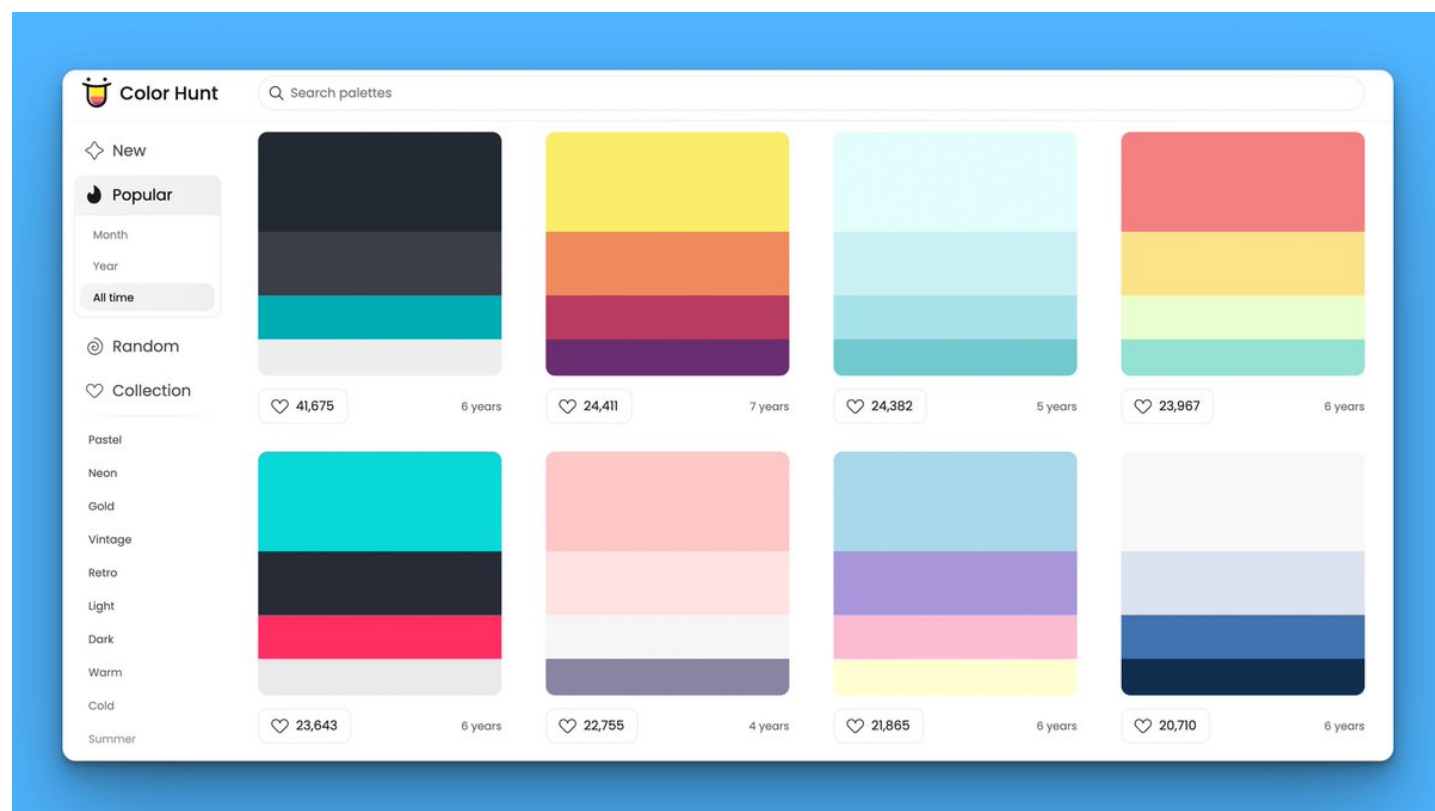 Color Hunt
Search palettes
New
Popular
Month
Year
All time
Random
Collection
Pastel
Neon
Gold
Vintage
Retro
Light
Dark
Warm
Cold
Summer
41,675 6 years
24,411 7 years
24,382 5 years
23,967 6 years
23,643 6 years
22,755 4 years
21,865 6 years
20,710 6 years